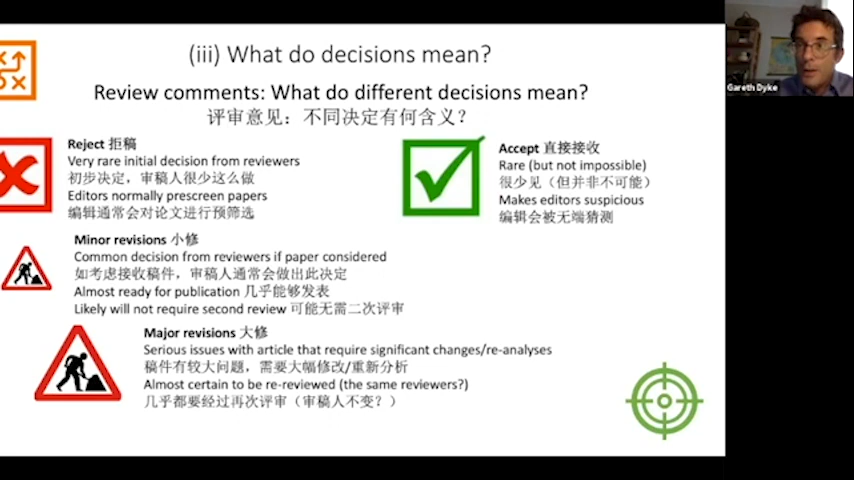 (iii) What do decisions mean?
Review comments: What do different decisions mean?
评审意见：不同决定有何含义？
Reject 拒稿
Very rare initial decision from reviewers
初步决定，审稿人很少这么做
Editors normally prescreen papers
编辑通常会对论文进行预筛选
Accept 直接接收
Rare (but not impossible)
很少见（但并非不可能）
Makes editors suspicious
编辑会被无端猜测
Minor revisions 小修
Common decision from reviewers if paper considered
如考虑接收稿件，审稿人通常会做出此决定
Almost ready for publication 几乎能够发表
Likely will not require second review 可能无需二次评审
Major revisions 大修
Serious issues with article that require significant changes/re-analyses
稿件有较大问题，需要大幅修改/重新分析
Almost certain to be re-reviewed (the same reviewers?)
几乎都要经过再次评审（审稿人不变？）
Gareth Dyke